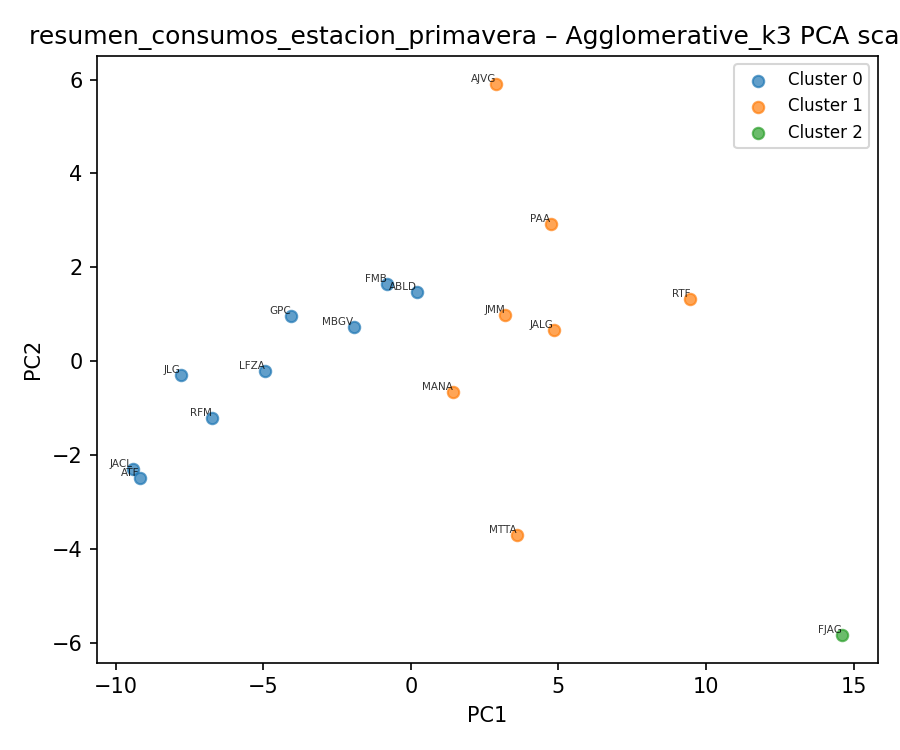 resumen_consumos_estacion_primavera – Agglomerative_k3 PCA sca
Cluster 0
Cluster 1
Cluster 2
PC2
6
4
2
0
−2
−4
−6
AJVG
PAA
FMB
ABLD
RTF
GPC
JMM
MBGV
JALG
JLG
LFZA
MANA
RFM
JACL
ATF
MTTA
FJAG
−10
−5
0
5
10
15
PC1